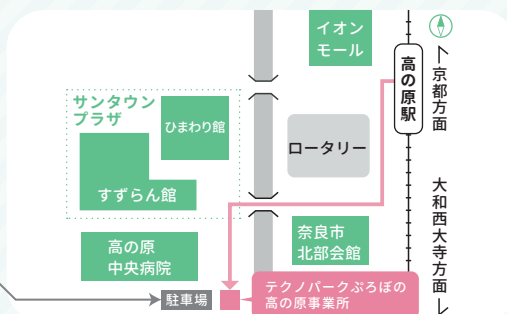 イオン
モール
高の原駅
京都方面
サンタウン
プラザ
ひまわり館
ロータリー
すずらん館
大和西大寺方面
高の原
中央病院
奈良市
北部会館
駐車場
テクノパークぷろぼの
高の原事業所